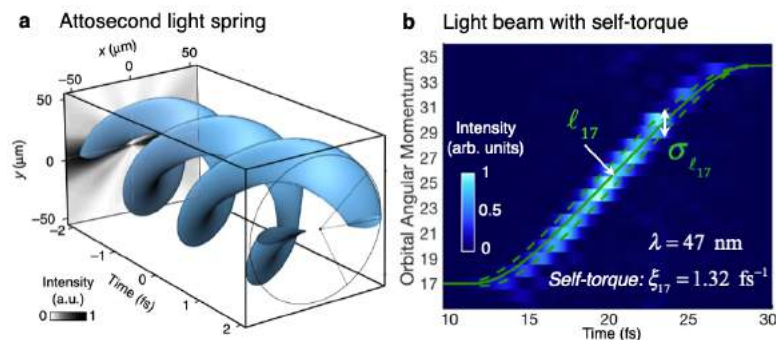 a Attosecond light spring
x (μm)
−50 0 50
50
y (μm)
0
−50
−2
−1
0
1
2
Time (fs)
Intensity
(a.u.)
0 1
b Light beam with self-torque
Orbital Angular Momentum
35
33
31
29
27
25
23
21
19
17
Intensity
(arb. units)
1
0.5
0
ℓ17
σℓ17
λ = 47 nm
Self-torque: ξ17 = 1.32 fs⁻¹
10 15 20 25 30
Time (fs)